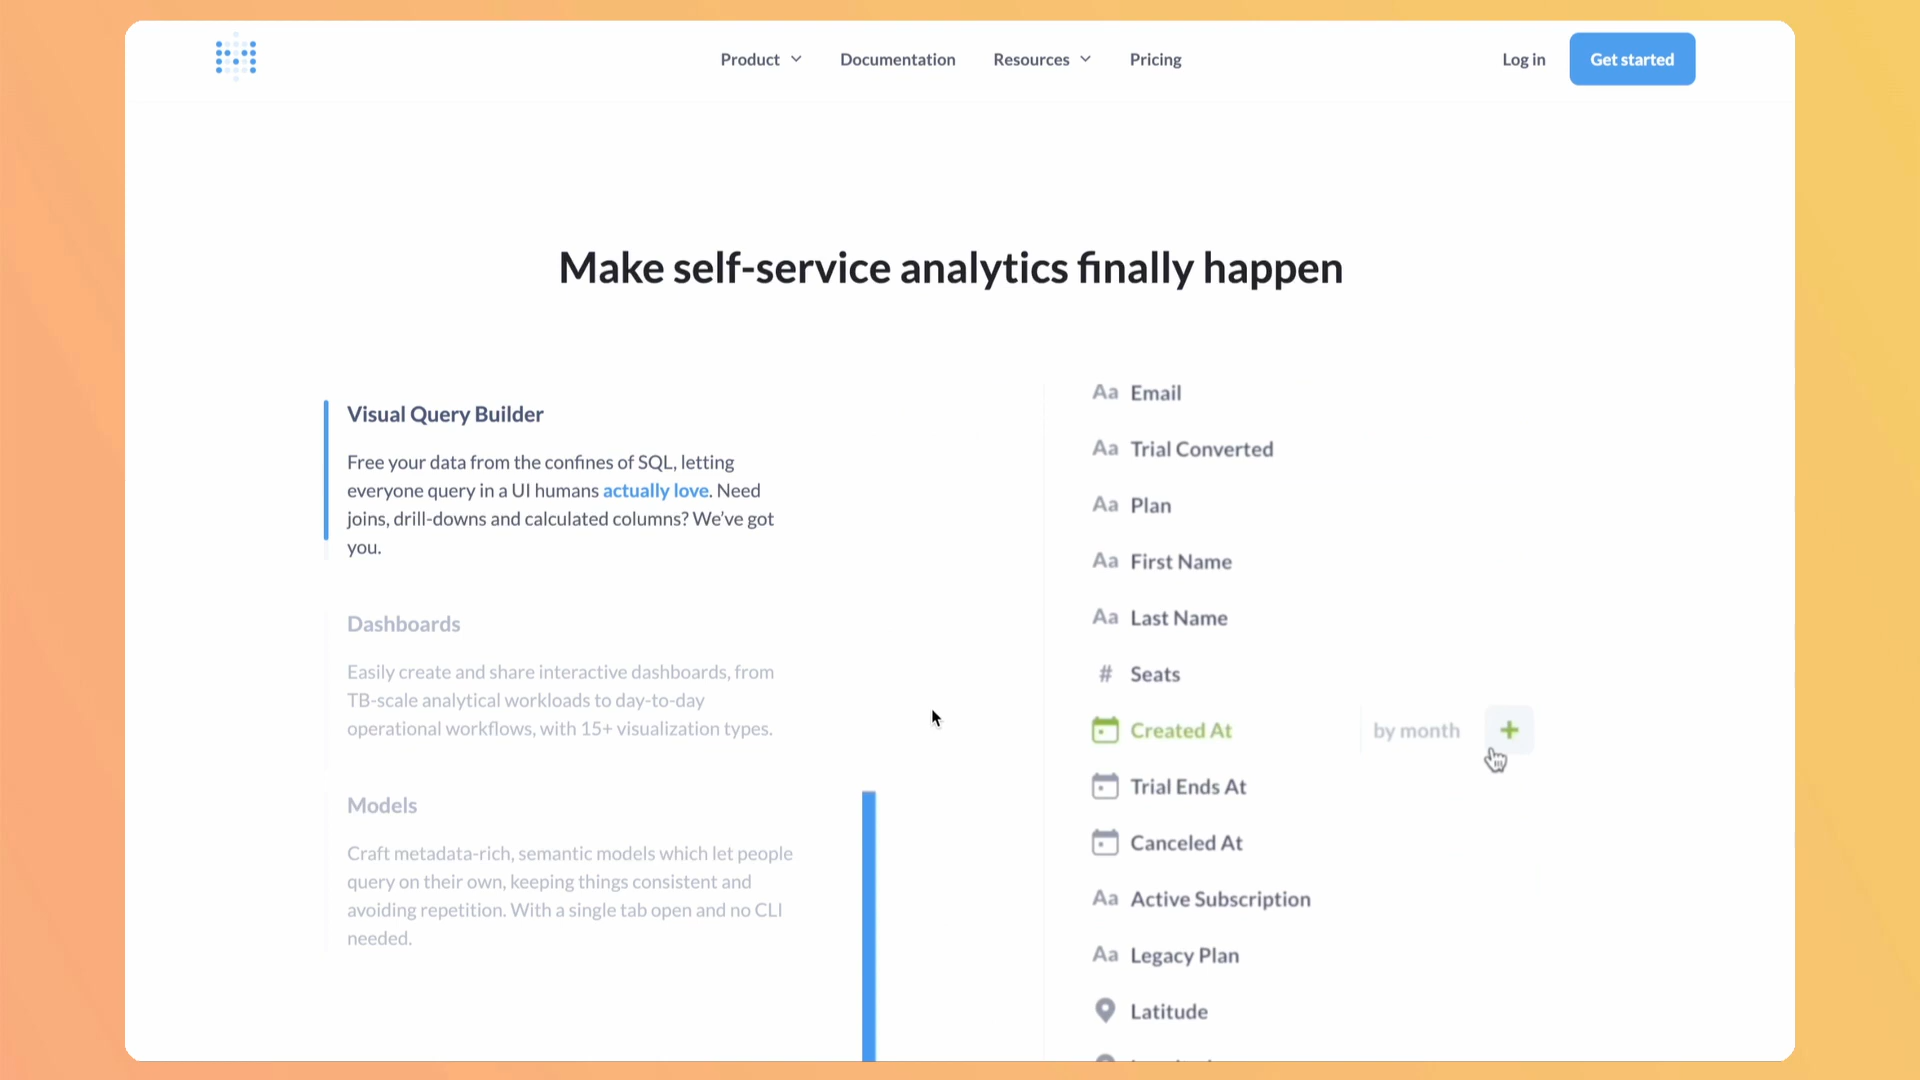 Product
Documentation
Resources
Pricing
Log in
Get started
Make self-service analytics finally happen
Visual Query Builder
Free your data from the confines of SQL, letting
everyone query in a UI humans actually love. Need
joins, drill-downs and calculated columns? We've got
you.
Dashboards
Easily create and share interactive dashboards, from
TB-scale analytical workloads to day-to-day
operational workflows, with 15+ visualization types.
Models
Craft metadata-rich, semantic models which let people
query on their own, keeping things consistent and
avoiding repetition. With a single tab open and no CLI
needed.
Aa Email
Aa Trial Converted
Aa Plan
Aa First Name
Aa Last Name
# Seats
Created At by month +
Trial Ends At
Canceled At
Aa Active Subscription
Aa Legacy Plan
Latitude